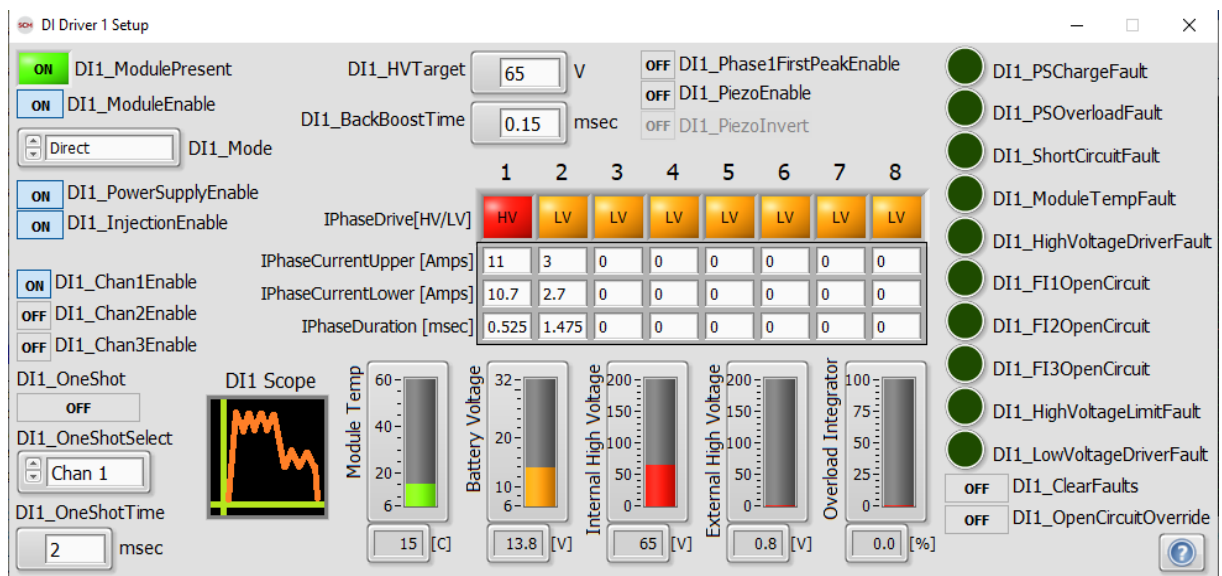 SCH DI Driver 1 Setup
ON DI1_ModulePresent
ON DI1_ModuleEnable
Direct DI1_Mode
ON DI1_PowerSupplyEnable
ON DI1_InjectionEnable
ON DI1_Chan1Enable
OFF DI1_Chan2Enable
OFF DI1_Chan3Enable
DI1_OneShot
OFF
DI1_OneShotSelect
Chan 1
DI1_OneShotTime
2 msec
DI1 Scope
DI1_HVTarget 65 V
DI1_BackBoostTime 0.15 msec
OFF DI1_Phase1FirstPeakEnable
OFF DI1_PiezoEnable
OFF DI1_PiezoInvert
1 2 3 4 5 6 7 8
IPhaseDrive[HV/LV] HV LV LV LV LV LV LV LV
IPhaseCurrentUpper [Amps] 11 3 0 0 0 0 0 0
IPhaseCurrentLower [Amps] 10.7 2.7 0 0 0 0 0 0
IPhaseDuration [msec] 0.525 1.475 0 0 0 0 0 0
Module Temp
60
40
20
6
15 [C]
Battery Voltage
32
20
10
6
13.8 [V]
Internal High Voltage
200
150
100
50
0
65 [V]
External High Voltage
200
150
100
50
0
0.8 [V]
Overload Integrator
100
75
50
25
0
0.0 [%]
DI1_PSChargeFault
DI1_PSOverloadFault
DI1_ShortCircuitFault
DI1_ModuleTempFault
DI1_HighVoltageDriverFault
DI1_FI1OpenCircuit
DI1_FI2OpenCircuit
DI1_FI3OpenCircuit
DI1_HighVoltageLimitFault
DI1_LowVoltageDriverFault
OFF DI1_ClearFaults
OFF DI1_OpenCircuitOverride
?